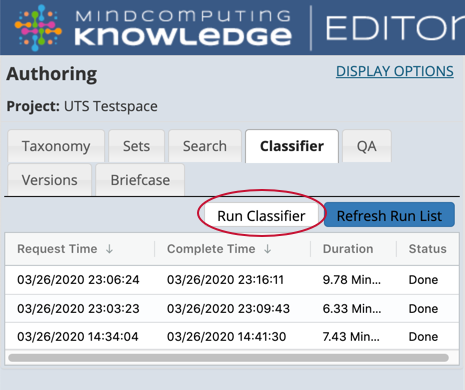 MINDCOMPUTING
KNOWLEDGE | EDITOR
Authoring
DISPLAY OPTIONS
Project: UTS Testspace
Taxonomy Sets Search Classifier QA
Versions Briefcase
Run Classifier Refresh Run List
Request Time ↓ Complete Time ↓ Duration Status
03/26/2020 23:06:24 03/26/2020 23:16:11 9.78 Min... Done
03/26/2020 23:03:23 03/26/2020 23:09:43 6.33 Min... Done
03/26/2020 14:34:04 03/26/2020 14:41:30 7.43 Min... Done